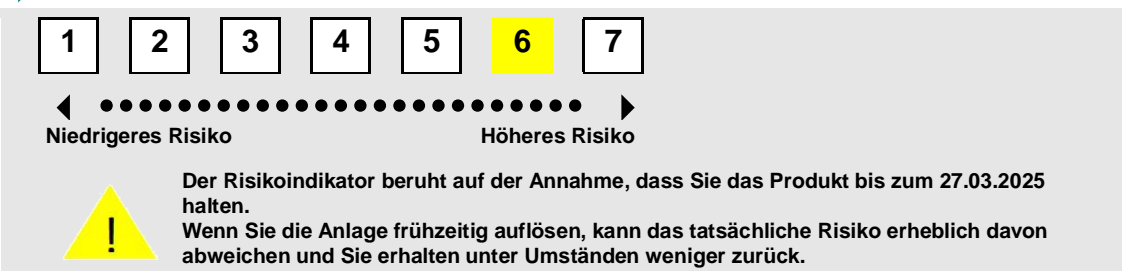 1 2 3 4 5 6 7
Niedrigeres Risiko Höheres Risiko
Der Risikoindikator beruht auf der Annahme, dass Sie das Produkt bis zum 27.03.2025
halten.
Wenn Sie die Anlage frühzeitig auflösen, kann das tatsächliche Risiko erheblich davon
abweichen und Sie erhalten unter Umständen weniger zurück.
!